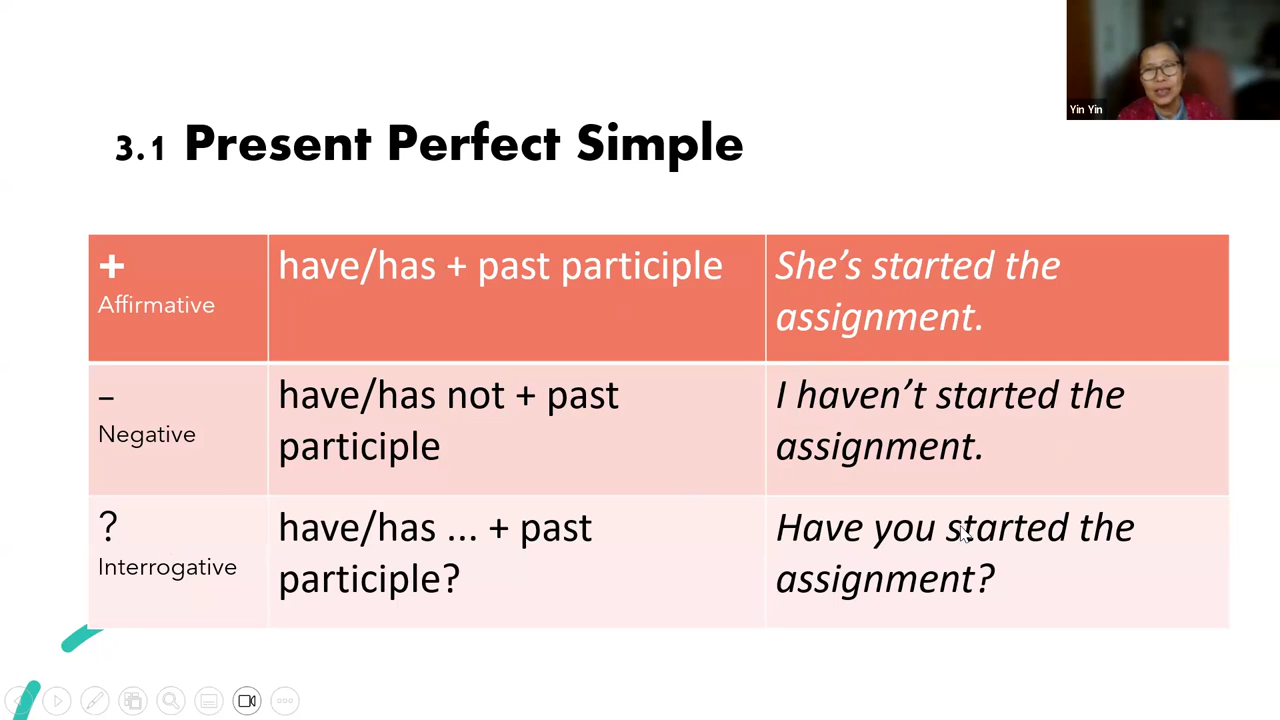 Yin Yin
3.1 Present Perfect Simple
+
Affirmative
have/has + past participle
She’s started the
assignment.
–
Negative
have/has not + past
participle
I haven’t started the
assignment.
?
Interrogative
have/has ... + past
participle?
Have you started the
assignment?